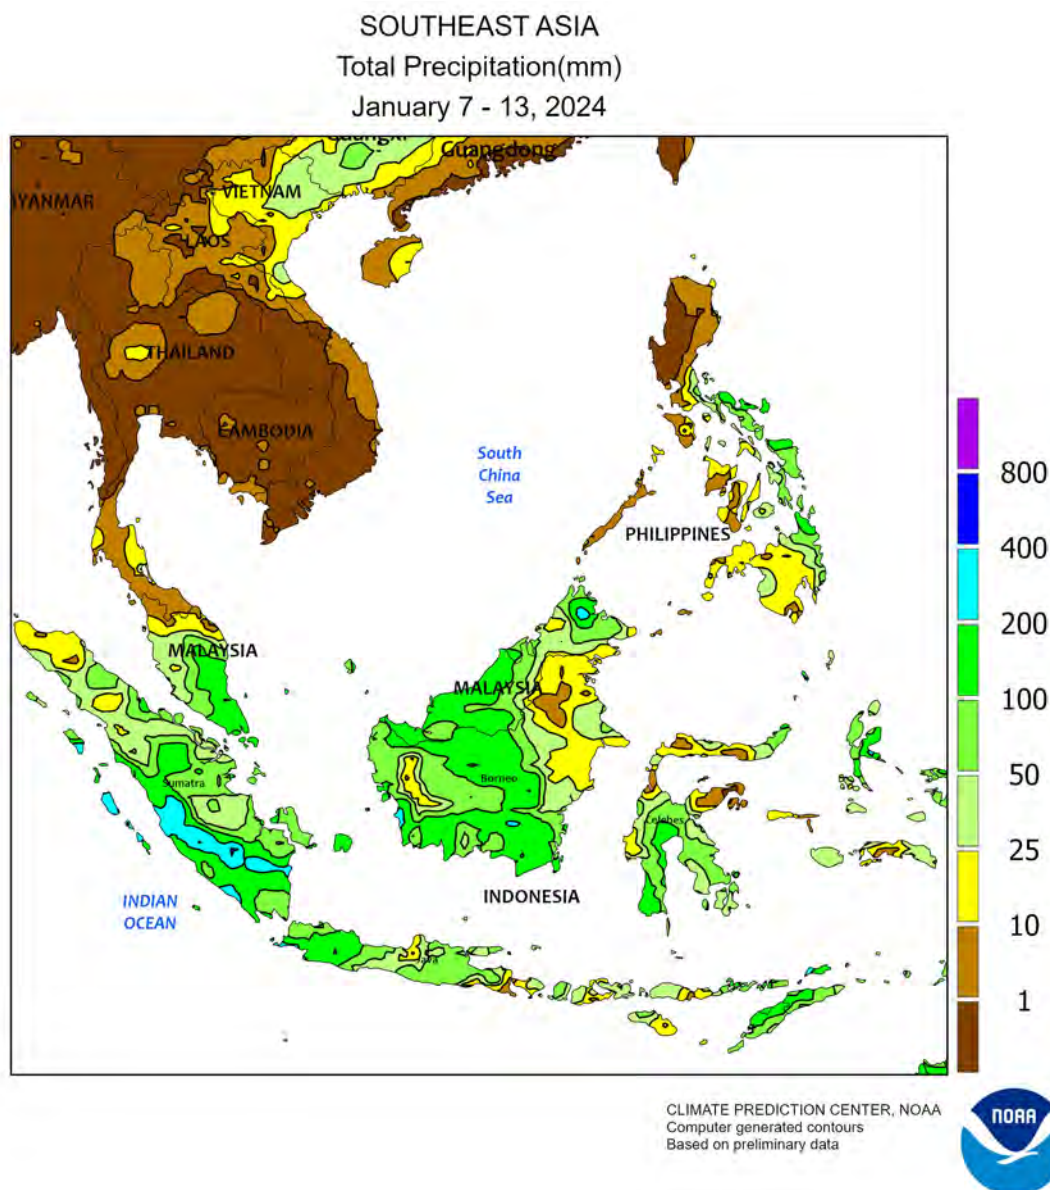 SOUTHEAST ASIA
Total Precipitation(mm)
January 7 - 13, 2024
Guangdong
VIETNAM
YANMAR
LAOS
THAILAND
CAMBODIA
South
China
Sea
PHILIPPINES
MALAYSIA
MALAYSIA
Sumatra
Borneo
Celebes
INDONESIA
INDIAN
OCEAN
Java
800
400
200
100
50
25
10
1
CLIMATE PREDICTION CENTER, NOAA
Computer generated contours
Based on preliminary data
NOAA